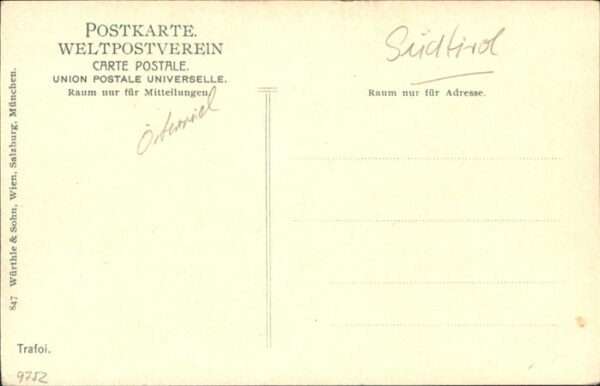 POSTKARTE.
WELTPOSTVEREIN
CARTE POSTALE.
UNION POSTALE UNIVERSELLE.
Raum nur für Mitteilungen.
Südtirol
Raum nur für Adresse.
847 Würthle & Sohn, Wien, Salzburg, München.
Trafoi.
9752